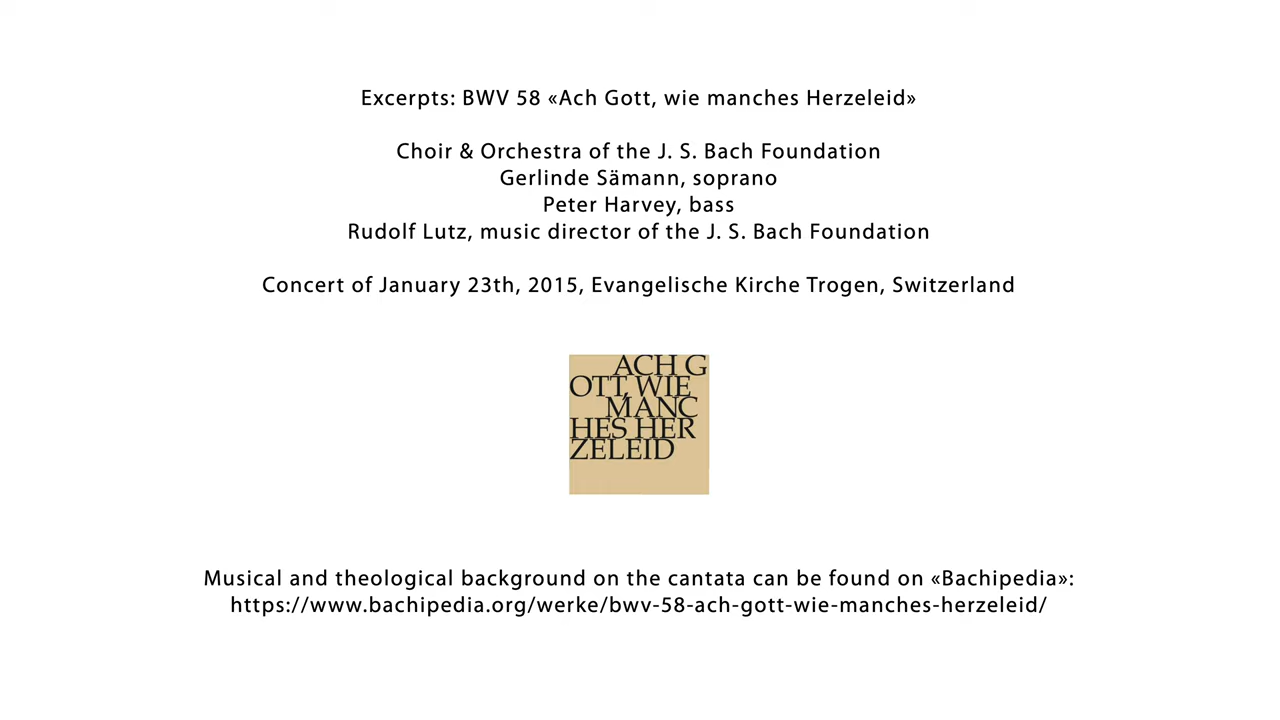 Excerpts: BWV 58 «Ach Gott, wie manches Herzeleid»
Choir & Orchestra of the J. S. Bach Foundation
Gerlinde Sämann, soprano
Peter Harvey, bass
Rudolf Lutz, music director of the J. S. Bach Foundation
Concert of January 23th, 2015, Evangelische Kirche Trogen, Switzerland
ACH G
OTT, WIE
MANC
HES HER
ZELEID
Musical and theological background on the cantata can be found on «Bachipedia»:
https://www.bachipedia.org/werke/bwv-58-ach-gott-wie-manches-herzeleid/